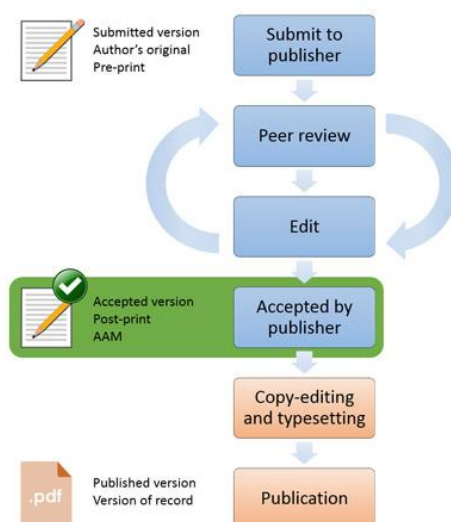 Submitted version
Author's original
Pre-print
Submit to
publisher
Peer review
Edit
Accepted version
Post-print
AAM
Accepted by
publisher
Copy-editing
and typesetting
.pdf
Published version
Version of record
Publication